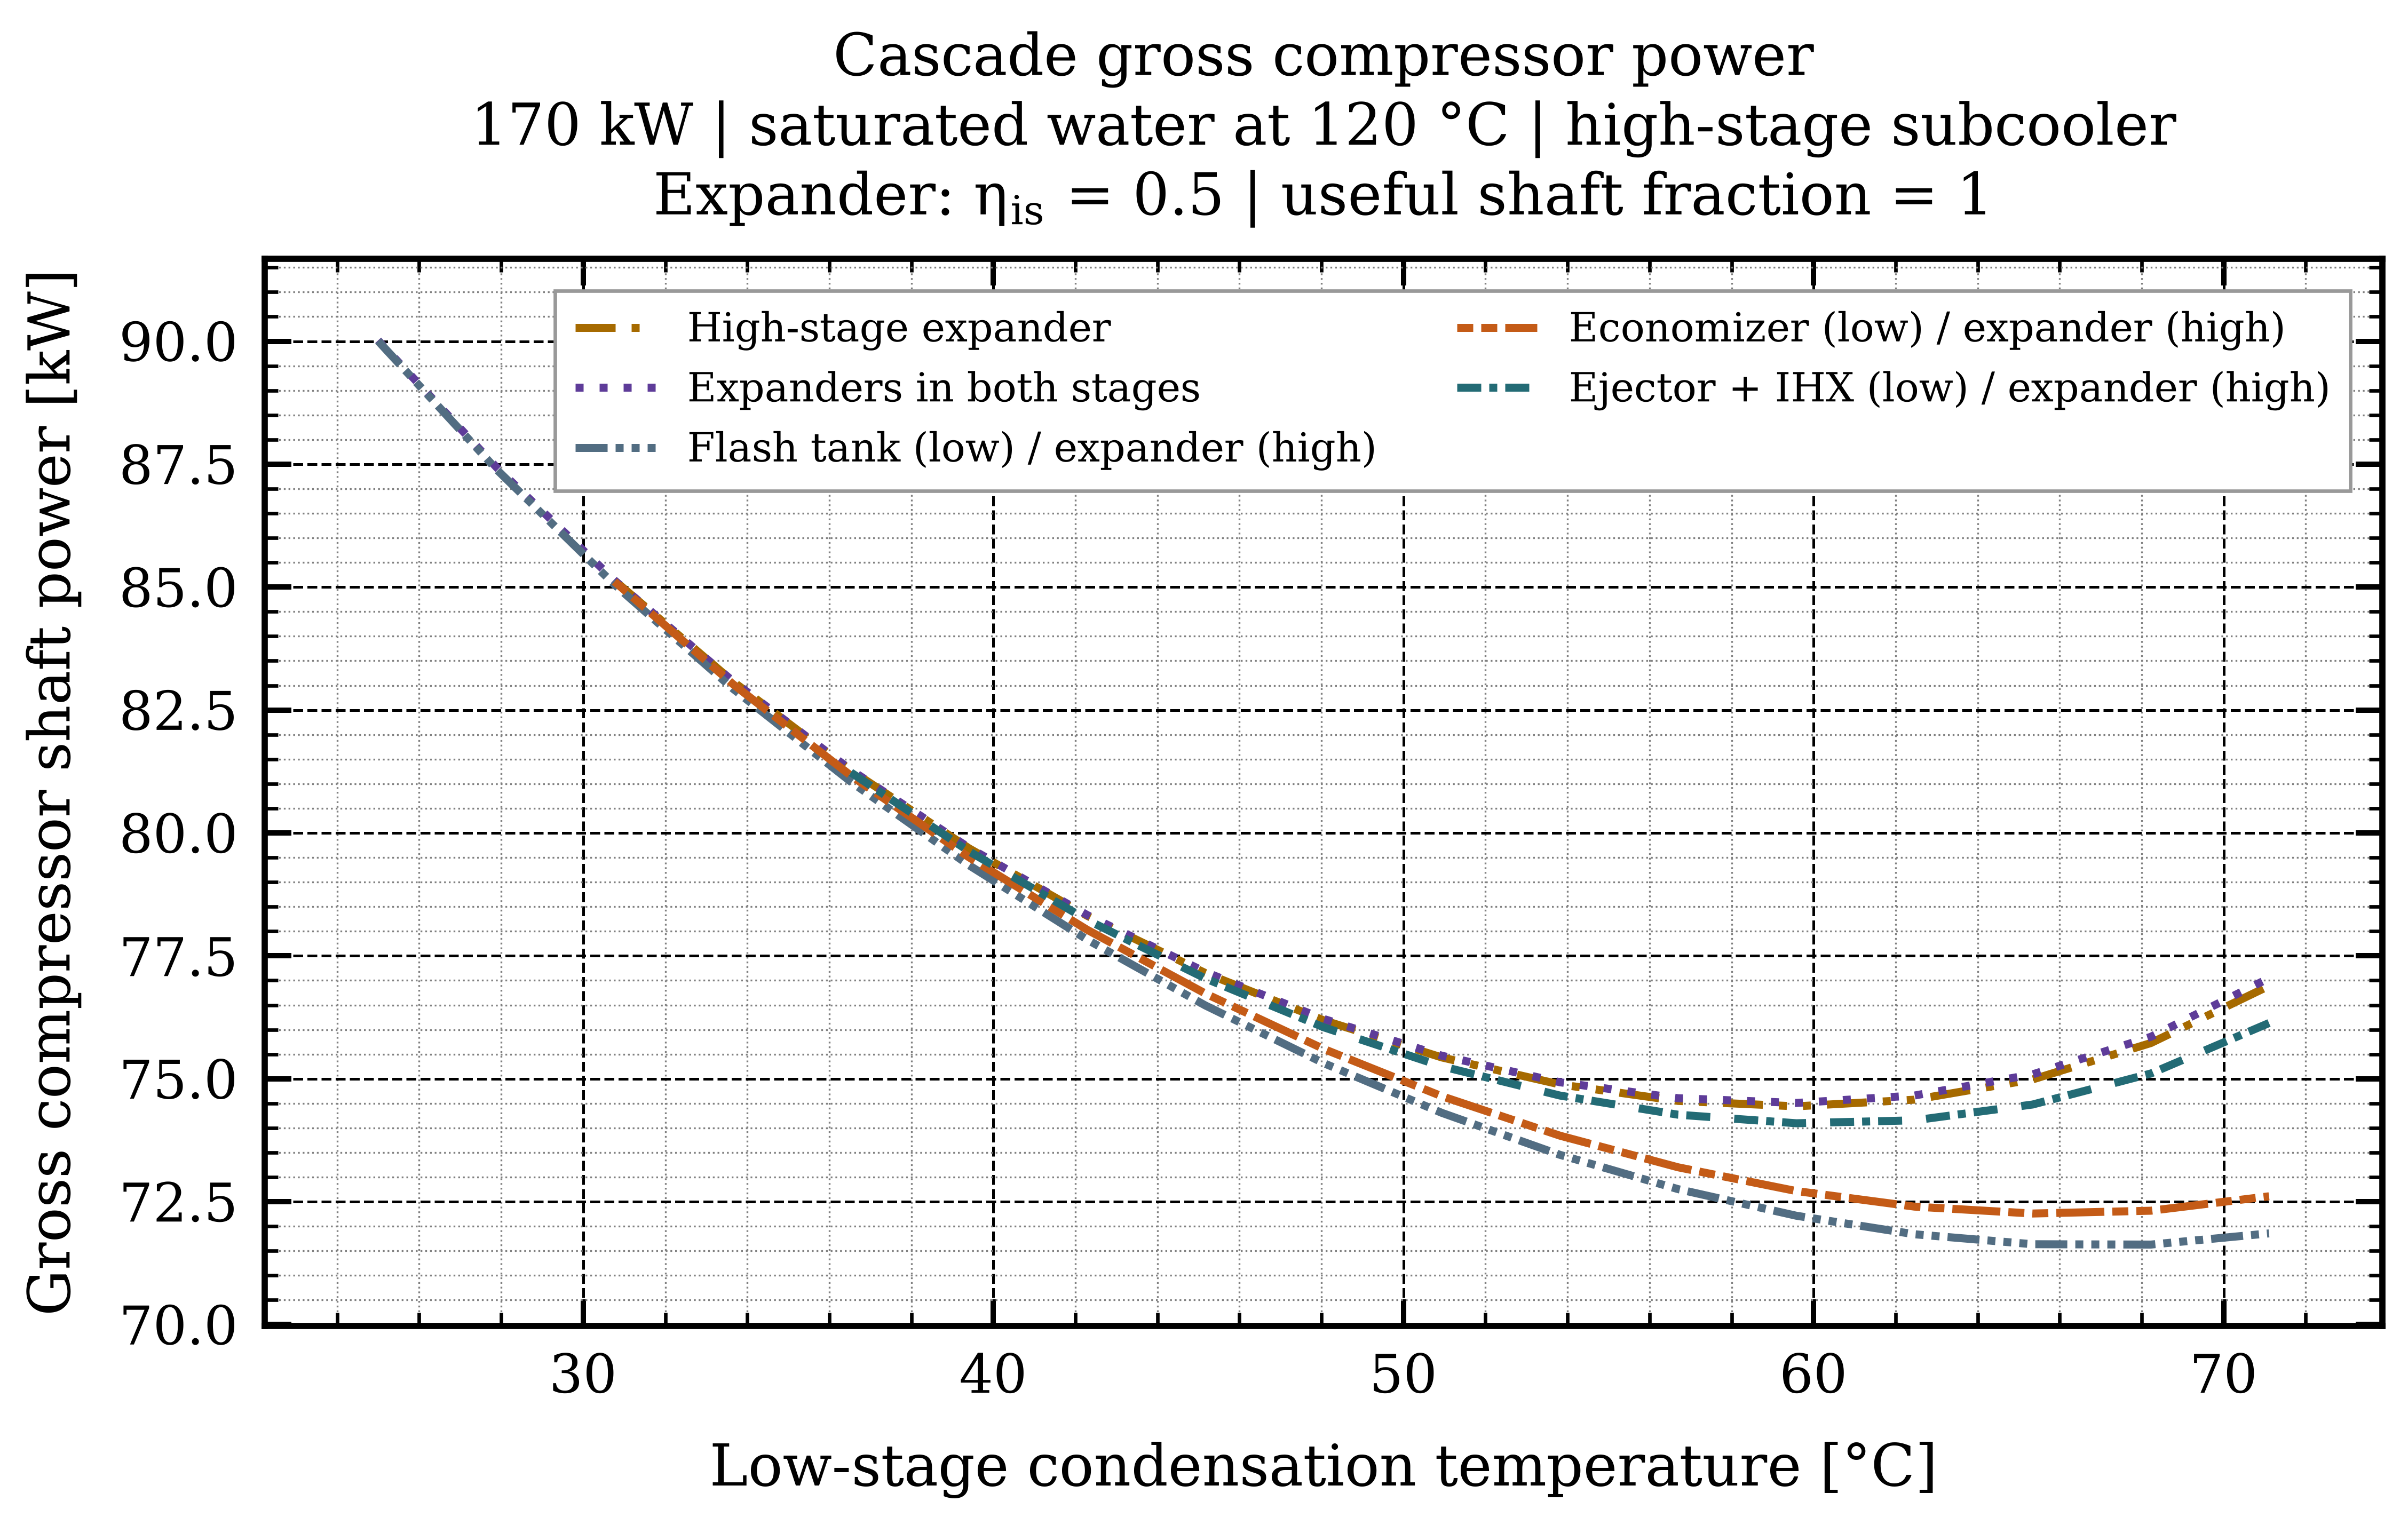 Cascade gross compressor power
170 kW | saturated water at 120 °C | high-stage subcooler
Expander: ηis = 0.5 | useful shaft fraction = 1
Gross compressor shaft power [kW]
90.0
87.5
85.0
82.5
80.0
77.5
75.0
72.5
70.0
High-stage expander
Expanders in both stages
Flash tank (low) / expander (high)
Economizer (low) / expander (high)
Ejector + IHX (low) / expander (high)
30 40 50 60 70
Low-stage condensation temperature [°C]